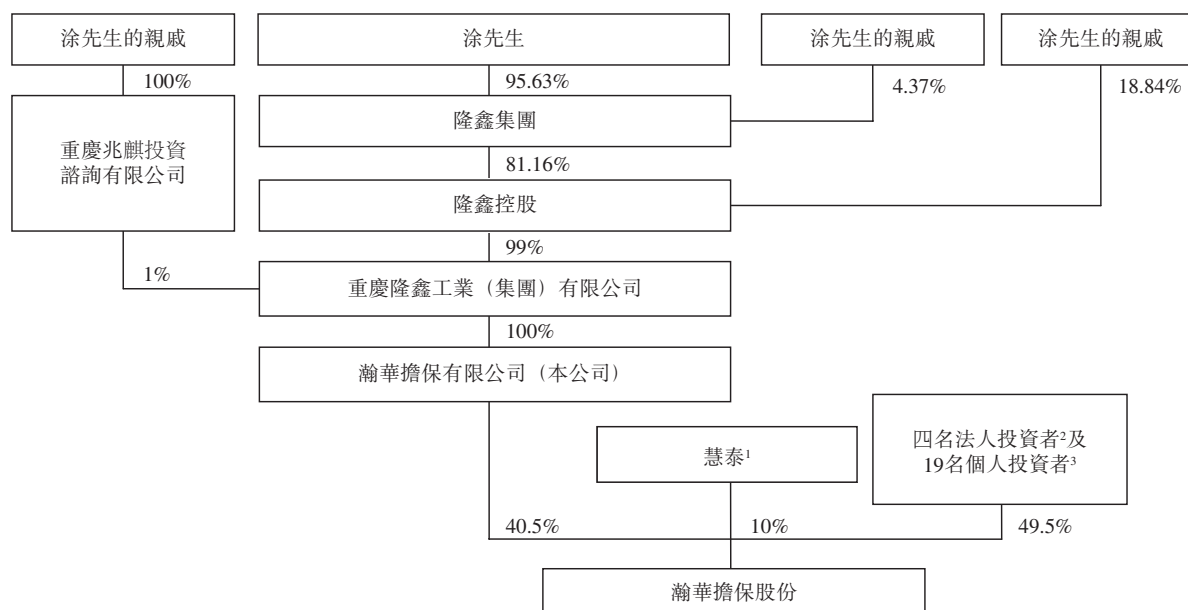 涂先生的親戚
涂先生
涂先生的親戚
涂先生的親戚
100%
95.63%
4.37%
18.84%
重慶兆麒投資
諮詢有限公司
隆鑫集團
81.16%
隆鑫控股
99%
1%
重慶隆鑫工業（集團）有限公司
100%
瀚華擔保有限公司（本公司）
慧泰1
四名法人投資者2及
19名個人投資者3
40.5%
10%
49.5%
瀚華擔保股份